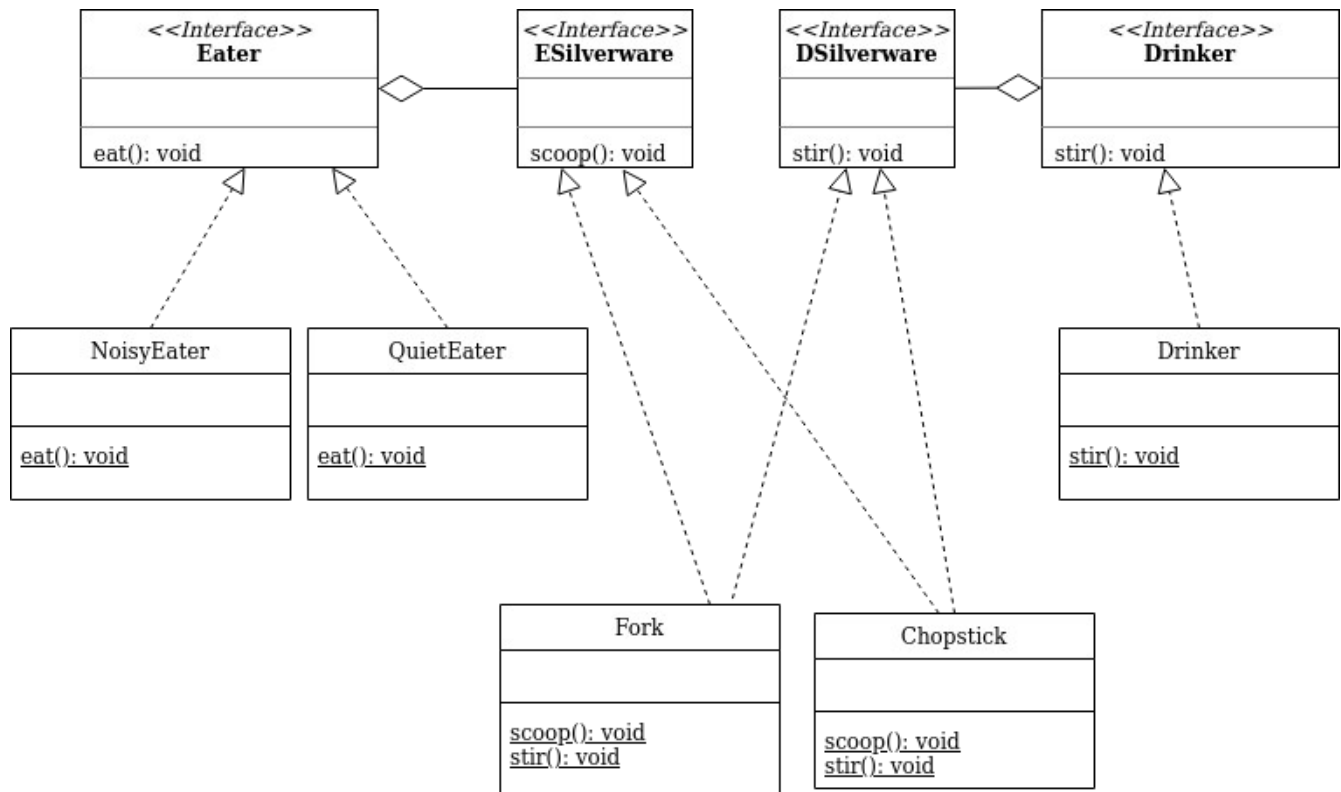 <<Interface>>
Eater
eat(): void
<<Interface>>
ESilverware
scoop(): void
<<Interface>>
DSilverware
stir(): void
<<Interface>>
Drinker
stir(): void
NoisyEater
eat(): void
QuietEater
eat(): void
Drinker
stir(): void
Fork
scoop(): void
stir(): void
Chopstick
scoop(): void
stir(): void